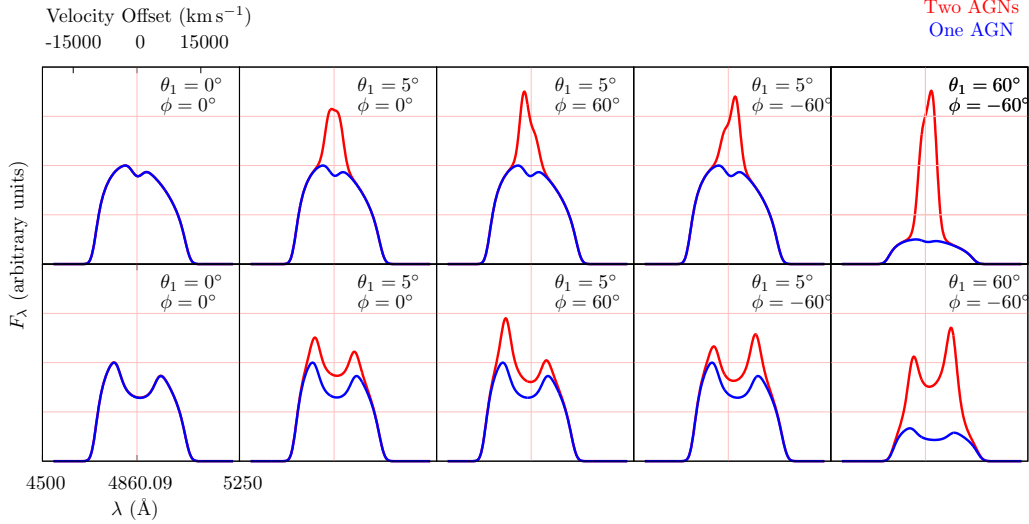 Velocity Offset (km s⁻¹)
-15000 0 15000
Two AGNs
One AGN
θ₁ = 0°
ϕ = 0°
θ₁ = 5°
ϕ = 0°
θ₁ = 5°
ϕ = 60°
θ₁ = 5°
ϕ = −60°
θ₁ = 60°
ϕ = −60°
F_λ (arbitrary units)
θ₁ = 0°
ϕ = 0°
θ₁ = 5°
ϕ = 0°
θ₁ = 5°
ϕ = 60°
θ₁ = 5°
ϕ = −60°
θ₁ = 60°
ϕ = −60°
4500 4860.09 5250
λ (Å)